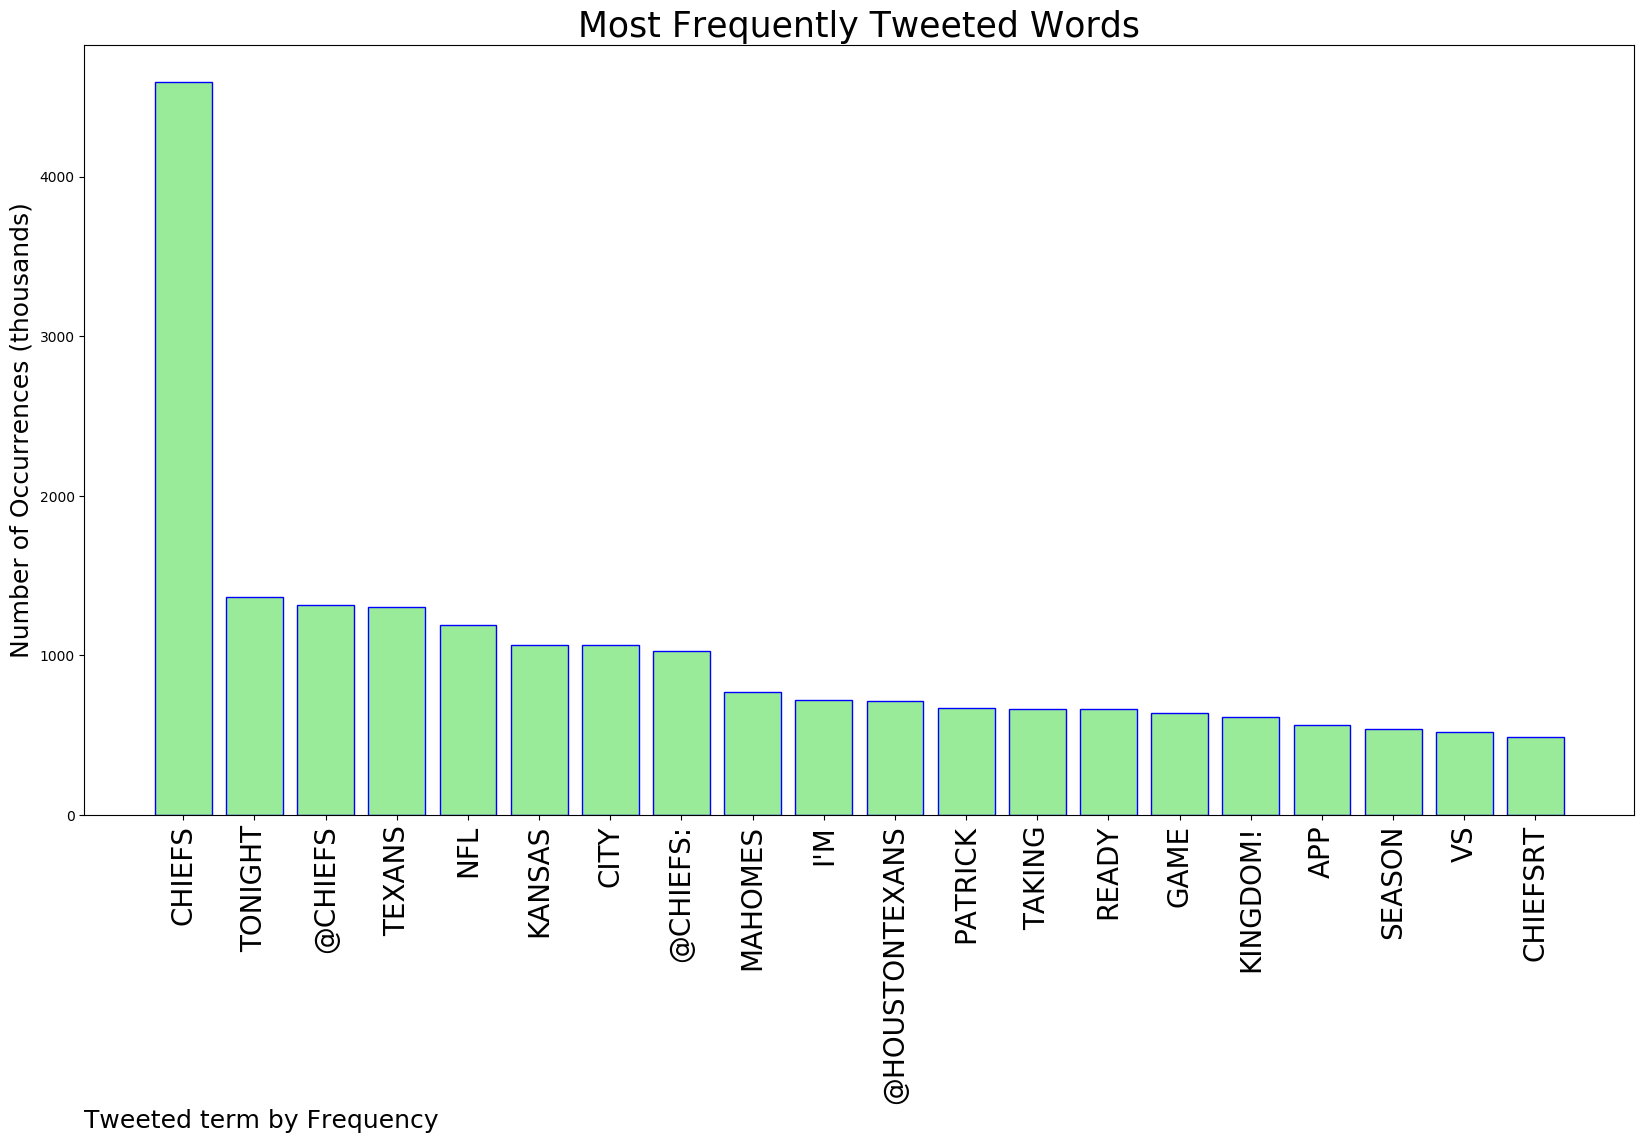 Most Frequently Tweeted Words
Number of Occurrences (thousands)
4000
3000
2000
1000
0
CHIEFS
TONIGHT
@CHIEFS
TEXANS
NFL
KANSAS
CITY
@CHIEFS:
MAHOMES
I'M
@HOUSTONTEXANS
PATRICK
TAKING
READY
GAME
KINGDOM!
APP
SEASON
VS
CHIEFSRT
Tweeted term by Frequency